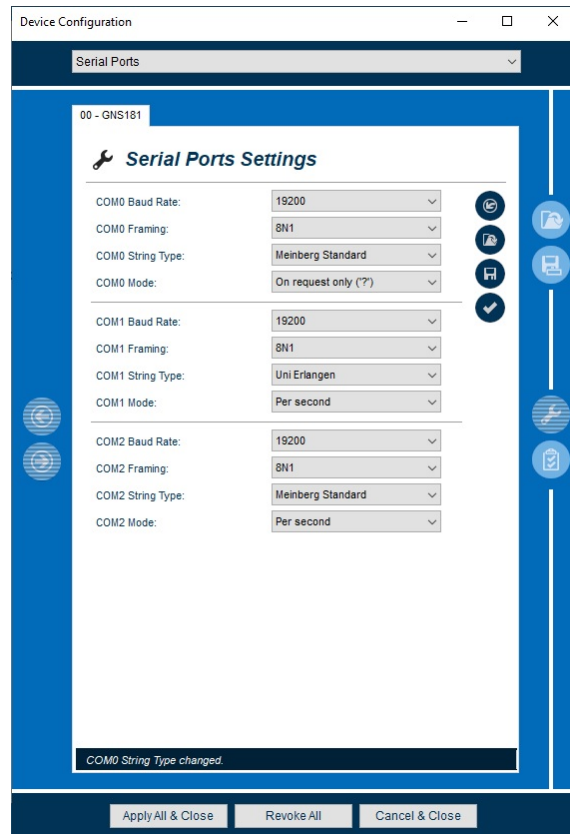 Device Configuration
Serial Ports
00 - GNS181
Serial Ports Settings
COM0 Baud Rate: 19200
COM0 Framing: 8N1
COM0 String Type: Meinberg Standard
COM0 Mode: On request only ('?')
COM1 Baud Rate: 19200
COM1 Framing: 8N1
COM1 String Type: Uni Erlangen
COM1 Mode: Per second
COM2 Baud Rate: 19200
COM2 Framing: 8N1
COM2 String Type: Meinberg Standard
COM2 Mode: Per second
COM0 String Type changed.
Apply All & Close Revoke All Cancel & Close